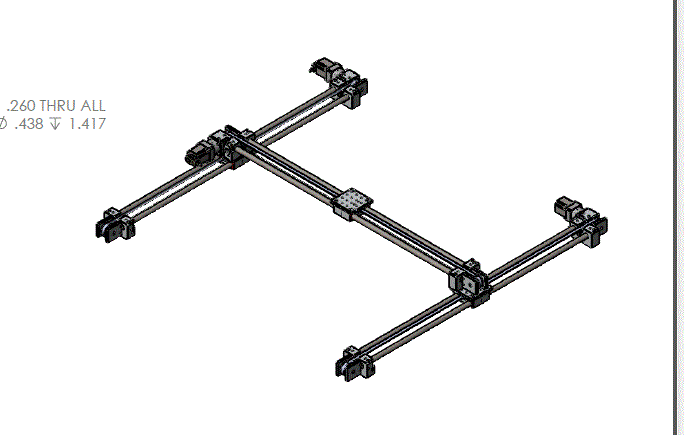 .260 THRU ALL
⌀ .438 ↧ 1.417